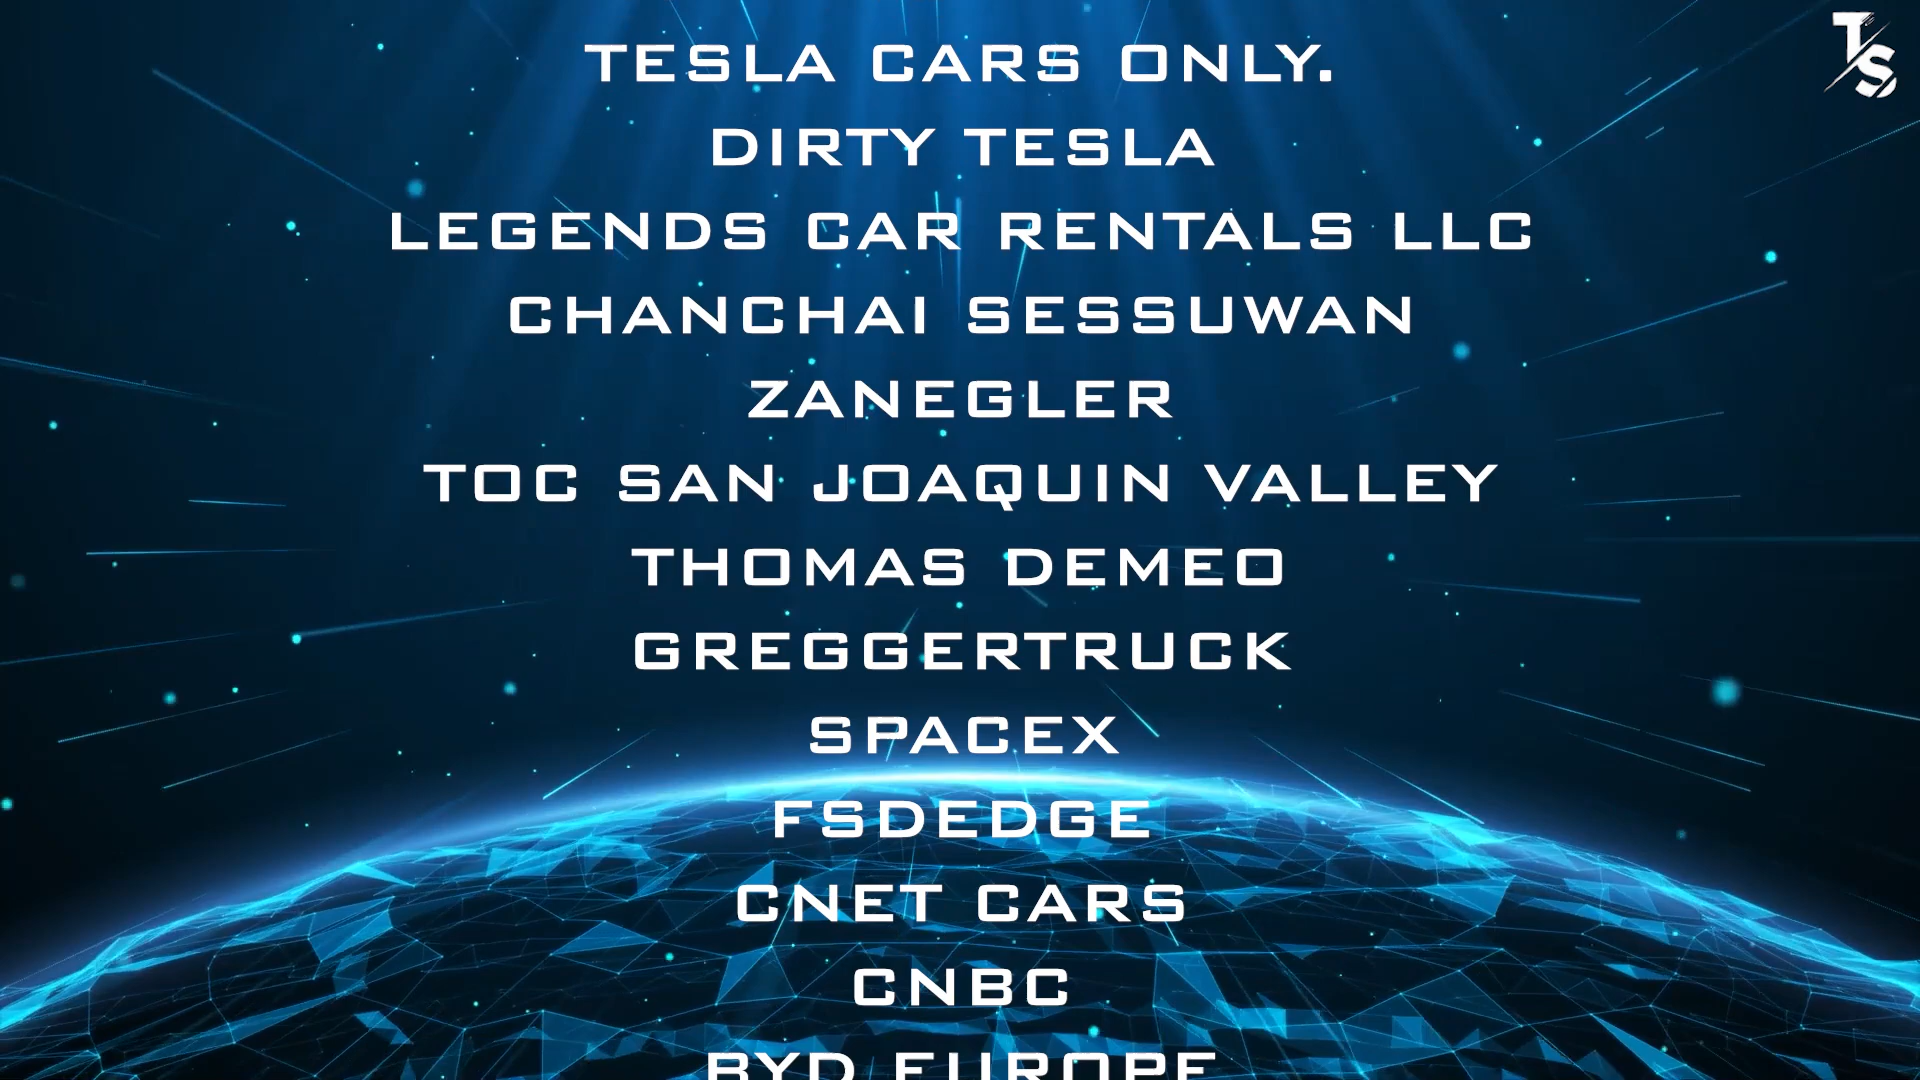 TS
TESLA CARS ONLY.
DIRTY TESLA
LEGENDS CAR RENTALS LLC
CHANCHAI SESSUWAN
ZANEGLER
TOC SAN JOAQUIN VALLEY
THOMAS DEMEO
GREGGERTRUCK
SPACEX
FSDEDGE
CNET CARS
CNBC
BYD EUROPE